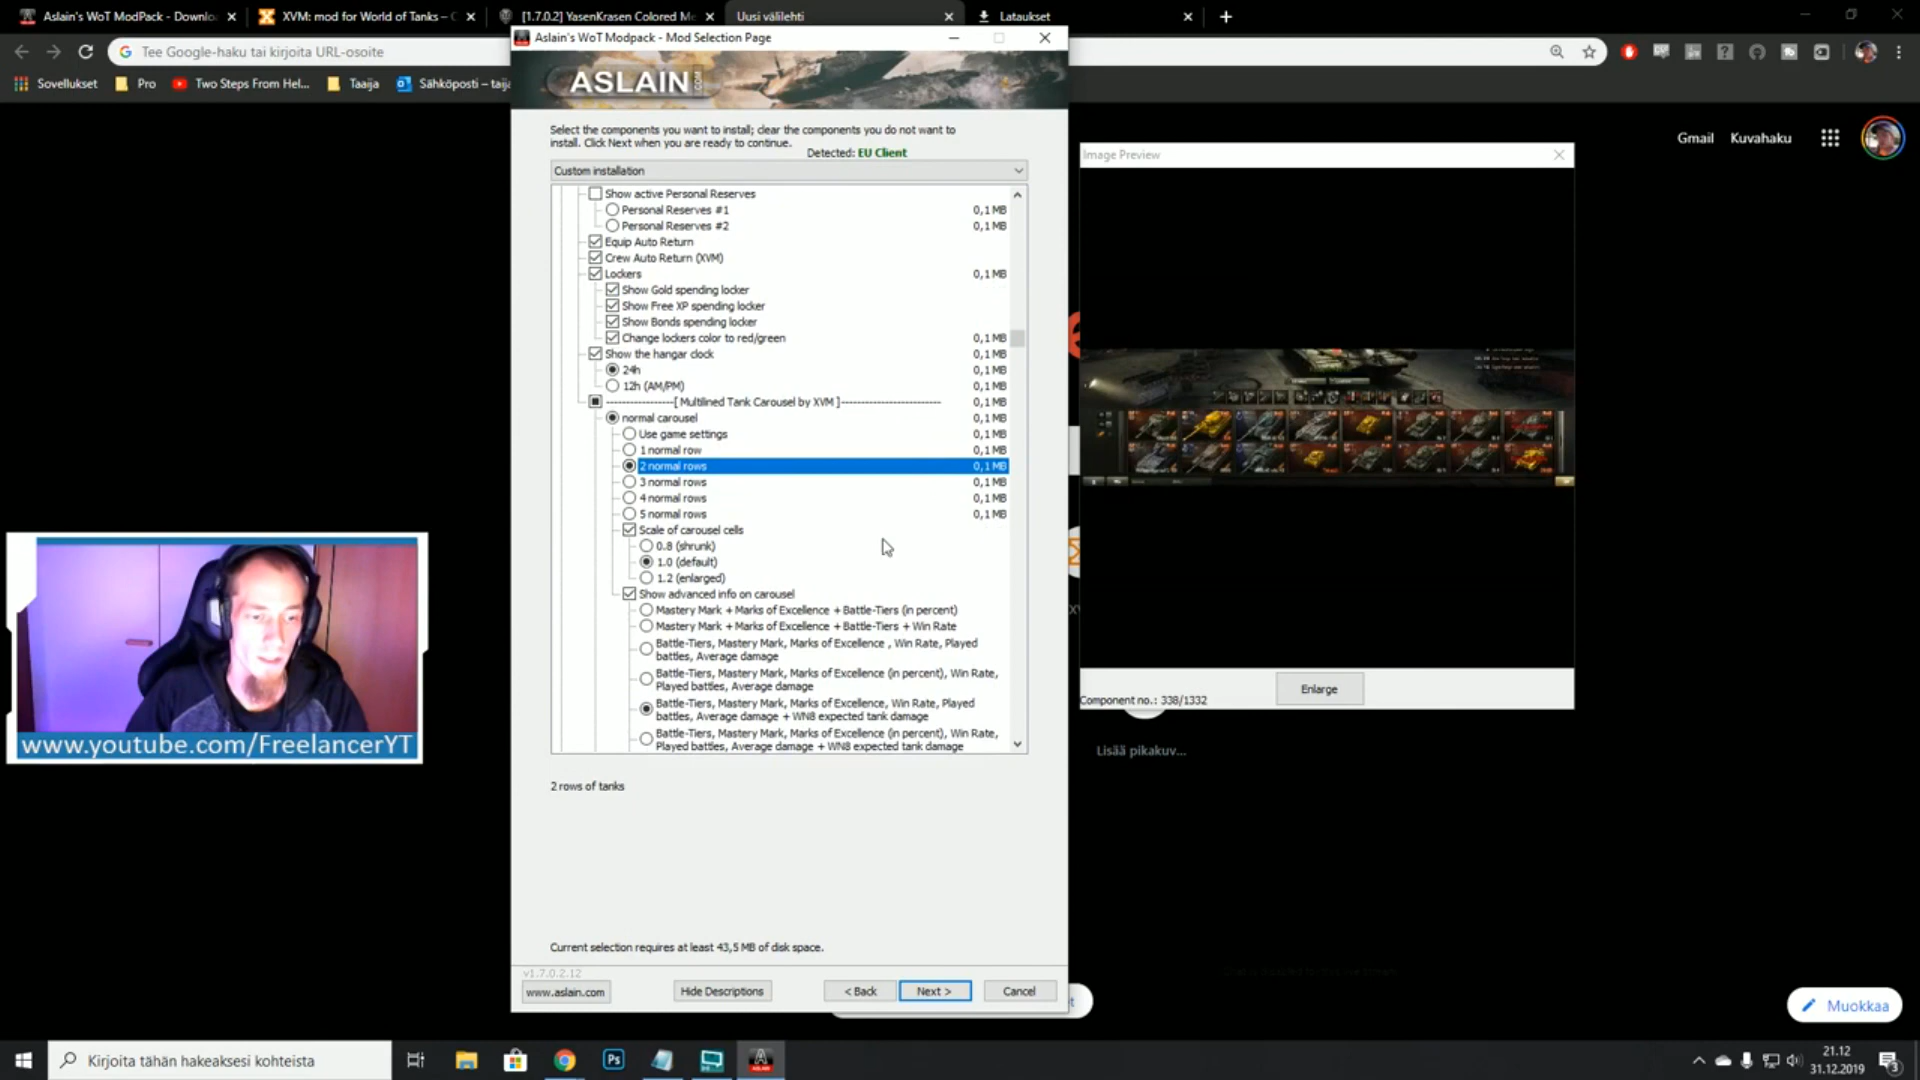 Aslain's WoT ModPack - Downlo
XVM: mod for World of Tanks –
[1.7.0.2] YasenKrasen Colored Me
Uusi välilehti
Lataukset
Tee Google-haku tai kirjoita URL-osoite
Sovellukset
Pro
Two Steps From Hel...
Taaija
Sähköposti – taija
Gmail
Kuvahaku
Aslain's WoT Modpack - Mod Selection Page
ASLAIN
Select the components you want to install; clear the components you do not want to
install. Click Next when you are ready to continue.
Detected: EU Client
Custom installation
Show active Personal Reserves
Personal Reserves #1 0,1 MB
Personal Reserves #2 0,1 MB
Equip Auto Return
Crew Auto Return (XVM)
Lockers 0,1 MB
Show Gold spending locker
Show Free XP spending locker
Show Bonds spending locker
Change lockers color to red/green 0,1 MB
Show the hangar clock 0,1 MB
24h 0,1 MB
12h (AM/PM) 0,1 MB
-----------------[ Multilined Tank Carousel by XVM ]------------------------- 0,1 MB
normal carousel 0,1 MB
Use game settings 0,1 MB
1 normal row 0,1 MB
2 normal rows 0,1 MB
3 normal rows 0,1 MB
4 normal rows 0,1 MB
5 normal rows 0,1 MB
Scale of carousel cells
0.8 (shrunk)
1.0 (default)
1.2 (enlarged)
Show advanced info on carousel
Mastery Mark + Marks of Excellence + Battle-Tiers (in percent)
Mastery Mark + Marks of Excellence + Battle-Tiers + Win Rate
Battle-Tiers, Mastery Mark, Marks of Excellence , Win Rate, Played
battles, Average damage
Battle-Tiers, Mastery Mark, Marks of Excellence (in percent), Win Rate,
Played battles, Average damage
Battle-Tiers, Mastery Mark, Marks of Excellence, Win Rate, Played
battles, Average damage + WN8 expected tank damage
Battle-Tiers, Mastery Mark, Marks of Excellence (in percent), Win Rate,
Played battles, Average damage + WN8 expected tank damage
2 rows of tanks
Current selection requires at least 43,5 MB of disk space.
v1.7.0.2.12
www.aslain.com
Hide Descriptions
< Back
Next >
Cancel
Image Preview
Component no.: 338/1332
Enlarge
Lisää pikakuv...
Muokkaa
www.youtube.com/FreelancerYT
Kirjoita tähän hakeaksesi kohteista
Ps
21.12
31.12.2019
3